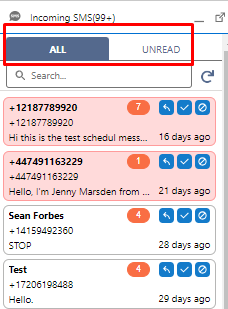 Incoming SMS(99+)
ALL UNREAD
Search...
+12187789920 7
+12187789920
Hi this is the test schedul mess... 16 days ago
+447491163229 1
+447491163229
Hello, I'm Jenny Marsden from ... 21 days ago
Sean Forbes 4
+14159492360
STOP 28 days ago
Test 4
+17206198488
Hello. 29 days ago